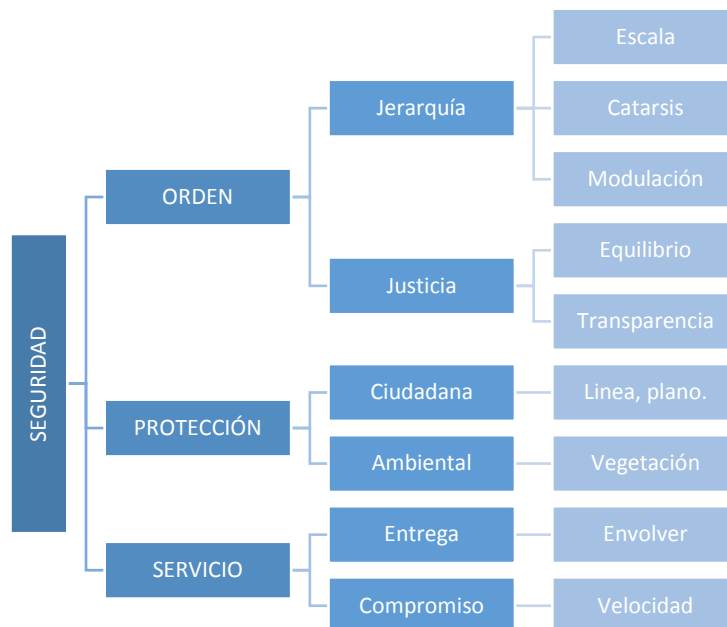 SEGURIDAD
ORDEN
Jerarquía
Escala
Catarsis
Modulación
Justicia
Equilibrio
Transparencia
PROTECCIÓN
Ciudadana
Linea, plano.
Ambiental
Vegetación
SERVICIO
Entrega
Envolver
Compromiso
Velocidad